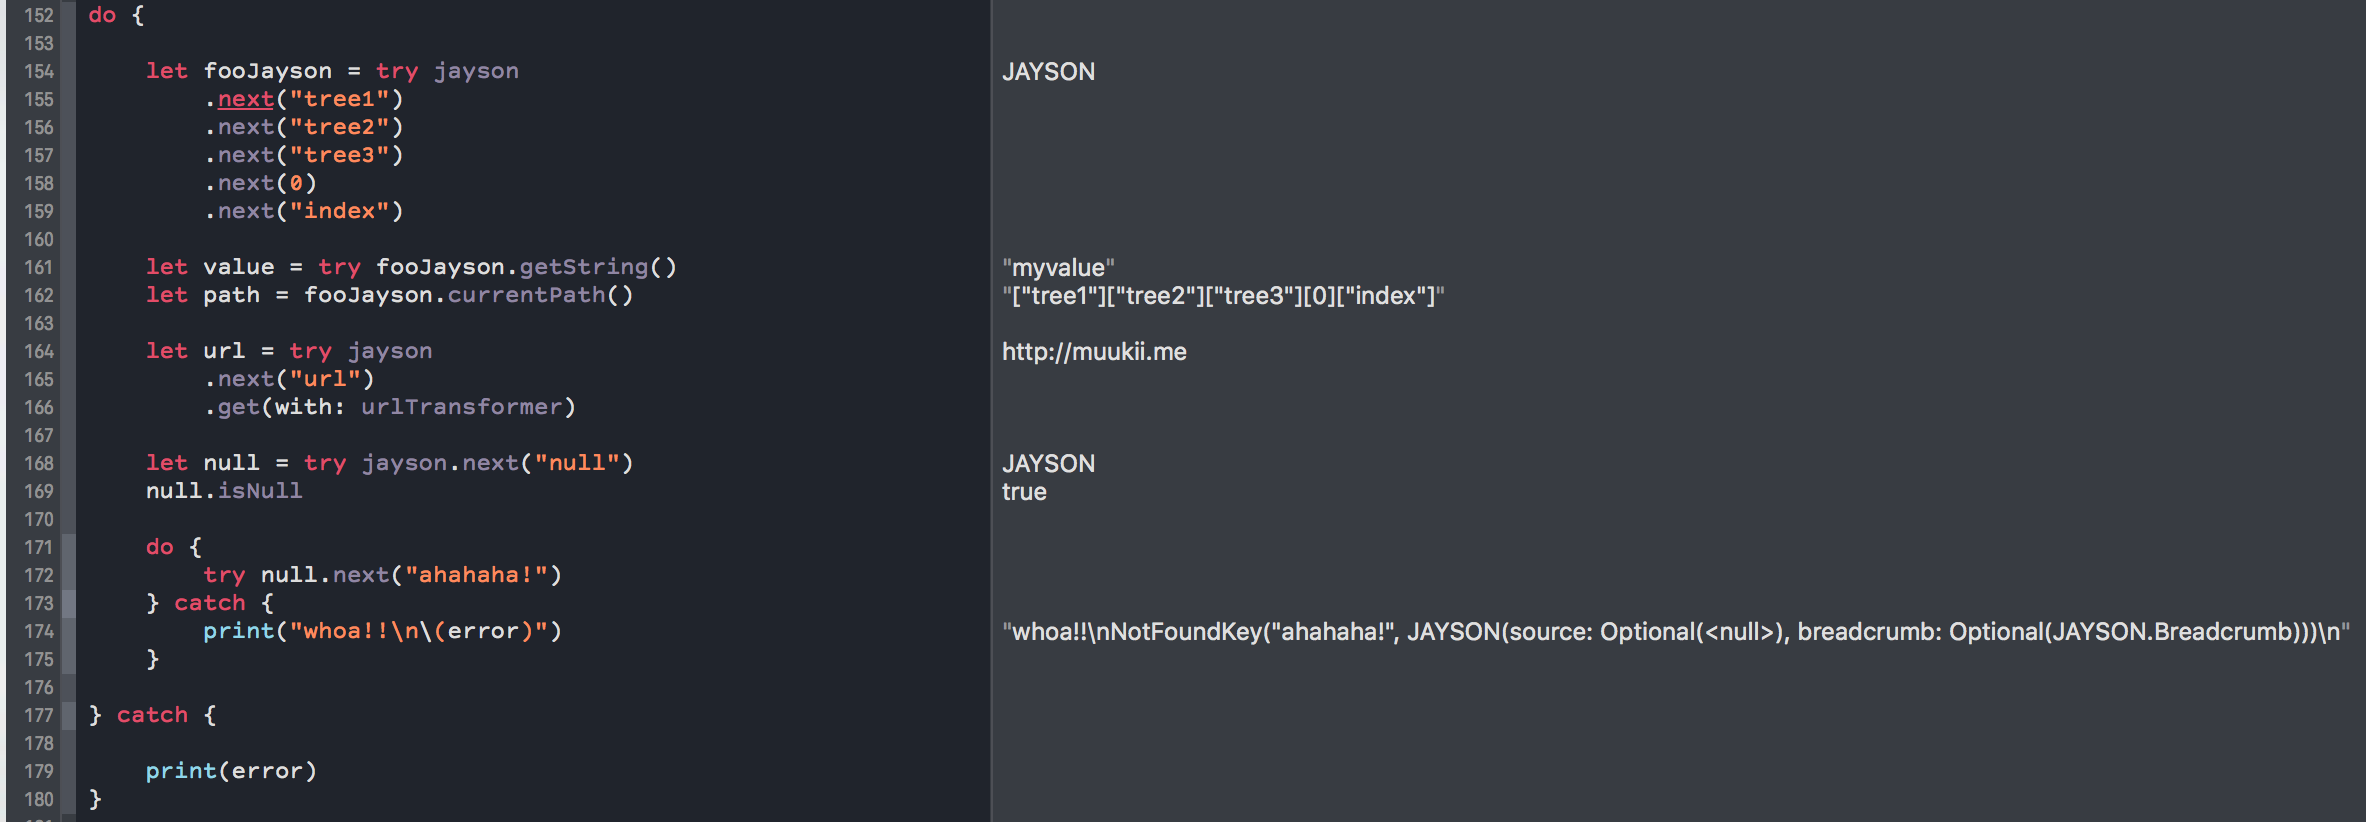 152 do {
153
154 let fooJayson = try jayson JAYSON
155 .next("tree1")
156 .next("tree2")
157 .next("tree3")
158 .next(0)
159 .next("index")
160
161 let value = try fooJayson.getString() "myvalue"
162 let path = fooJayson.currentPath() "["tree1"]["tree2"]["tree3"][0]["index"]"
163
164 let url = try jayson http://muukii.me
165 .next("url")
166 .get(with: urlTransformer)
167
168 let null = try jayson.next("null") JAYSON
169 null.isNull true
170
171 do {
172 try null.next("ahahaha!")
173 } catch {
174 print("whoa!!\n\(error)") "whoa!!\nNotFoundKey("ahahaha!", JAYSON(source: Optional(<null>), breadcrumb: Optional(JAYSON.Breadcrumb)))\n"
175 }
176
177 } catch {
178
179 print(error)
180 }